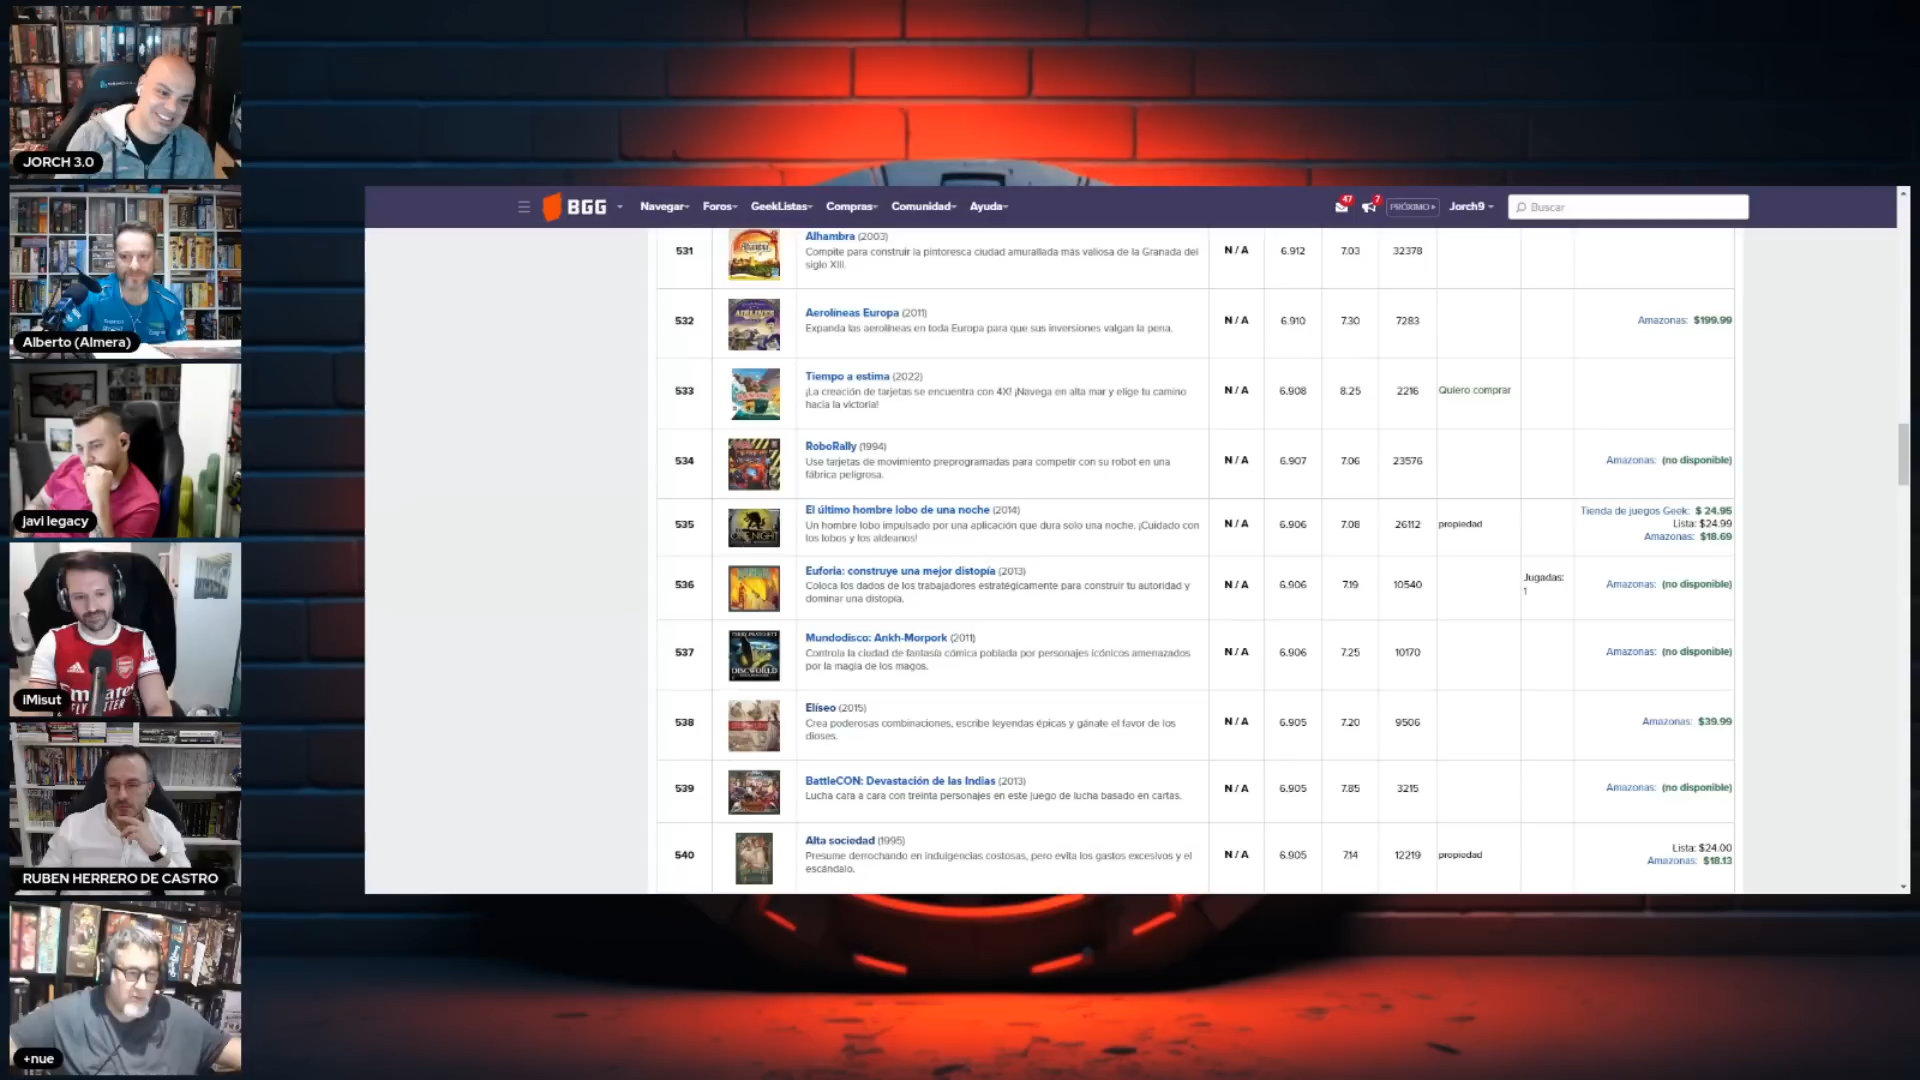 JORCH 3.0
Alberto (Almera)
javi legacy
iMisut
RUBEN HERRERO DE CASTRO
+nue
BGG Navegar Foros GeekListas Compras Comunidad Ayuda 47 7 PRÓXIMO Jorch9 Buscar
531 Alhambra (2003) N/A 6.912 7.03 32378
Compite para construir la pintoresca ciudad amurallada más valiosa de la Granada del
siglo XIII.
532 Aerolíneas Europa (2011) N/A 6.910 7.30 7283 Amazonas: $199.99
Expanda las aerolíneas en toda Europa para que sus inversiones valgan la pena.
533 Tiempo a estima (2022) N/A 6.908 8.25 2216 Quiero comprar
¡La creación de tarjetas se encuentra con 4X! ¡Navega en alta mar y elige tu camino
hacia la victoria!
534 RoboRally (1994) N/A 6.907 7.06 23576 Amazonas: (no disponible)
Use tarjetas de movimiento preprogramadas para competir con su robot en una
fábrica peligrosa.
535 El último hombre lobo de una noche (2014) N/A 6.906 7.08 26112 propiedad Tienda de juegos Geek: $ 24.95
Un hombre lobo impulsado por una aplicación que dura solo una noche. ¡Cuidado con Lista: $24.99
los lobos y los aldeanos! Amazonas: $18.69
536 Euforia: construye una mejor distopía (2013) N/A 6.906 7.19 10540 Jugadas: 1 Amazonas: (no disponible)
Coloca los dados de los trabajadores estratégicamente para construir tu autoridad y
dominar una distopía.
537 Mundodisco: Ankh-Morpork (2011) N/A 6.906 7.25 10170 Amazonas: (no disponible)
Controla la ciudad de fantasía cómica poblada por personajes icónicos amenazados
por la magia de los magos.
538 Elíseo (2015) N/A 6.905 7.20 9506 Amazonas: $39.99
Crea poderosas combinaciones, escribe leyendas épicas y gánate el favor de los
dioses.
539 BattleCON: Devastación de las Indias (2013) N/A 6.905 7.85 3215 Amazonas: (no disponible)
Lucha cara a cara con treinta personajes en este juego de lucha basado en cartas.
540 Alta sociedad (1995) N/A 6.905 7.14 12219 propiedad Lista: $24.00
Presume derrochando en indulgencias costosas, pero evita los gastos excesivos y el Amazonas: $18.13
escándalo.